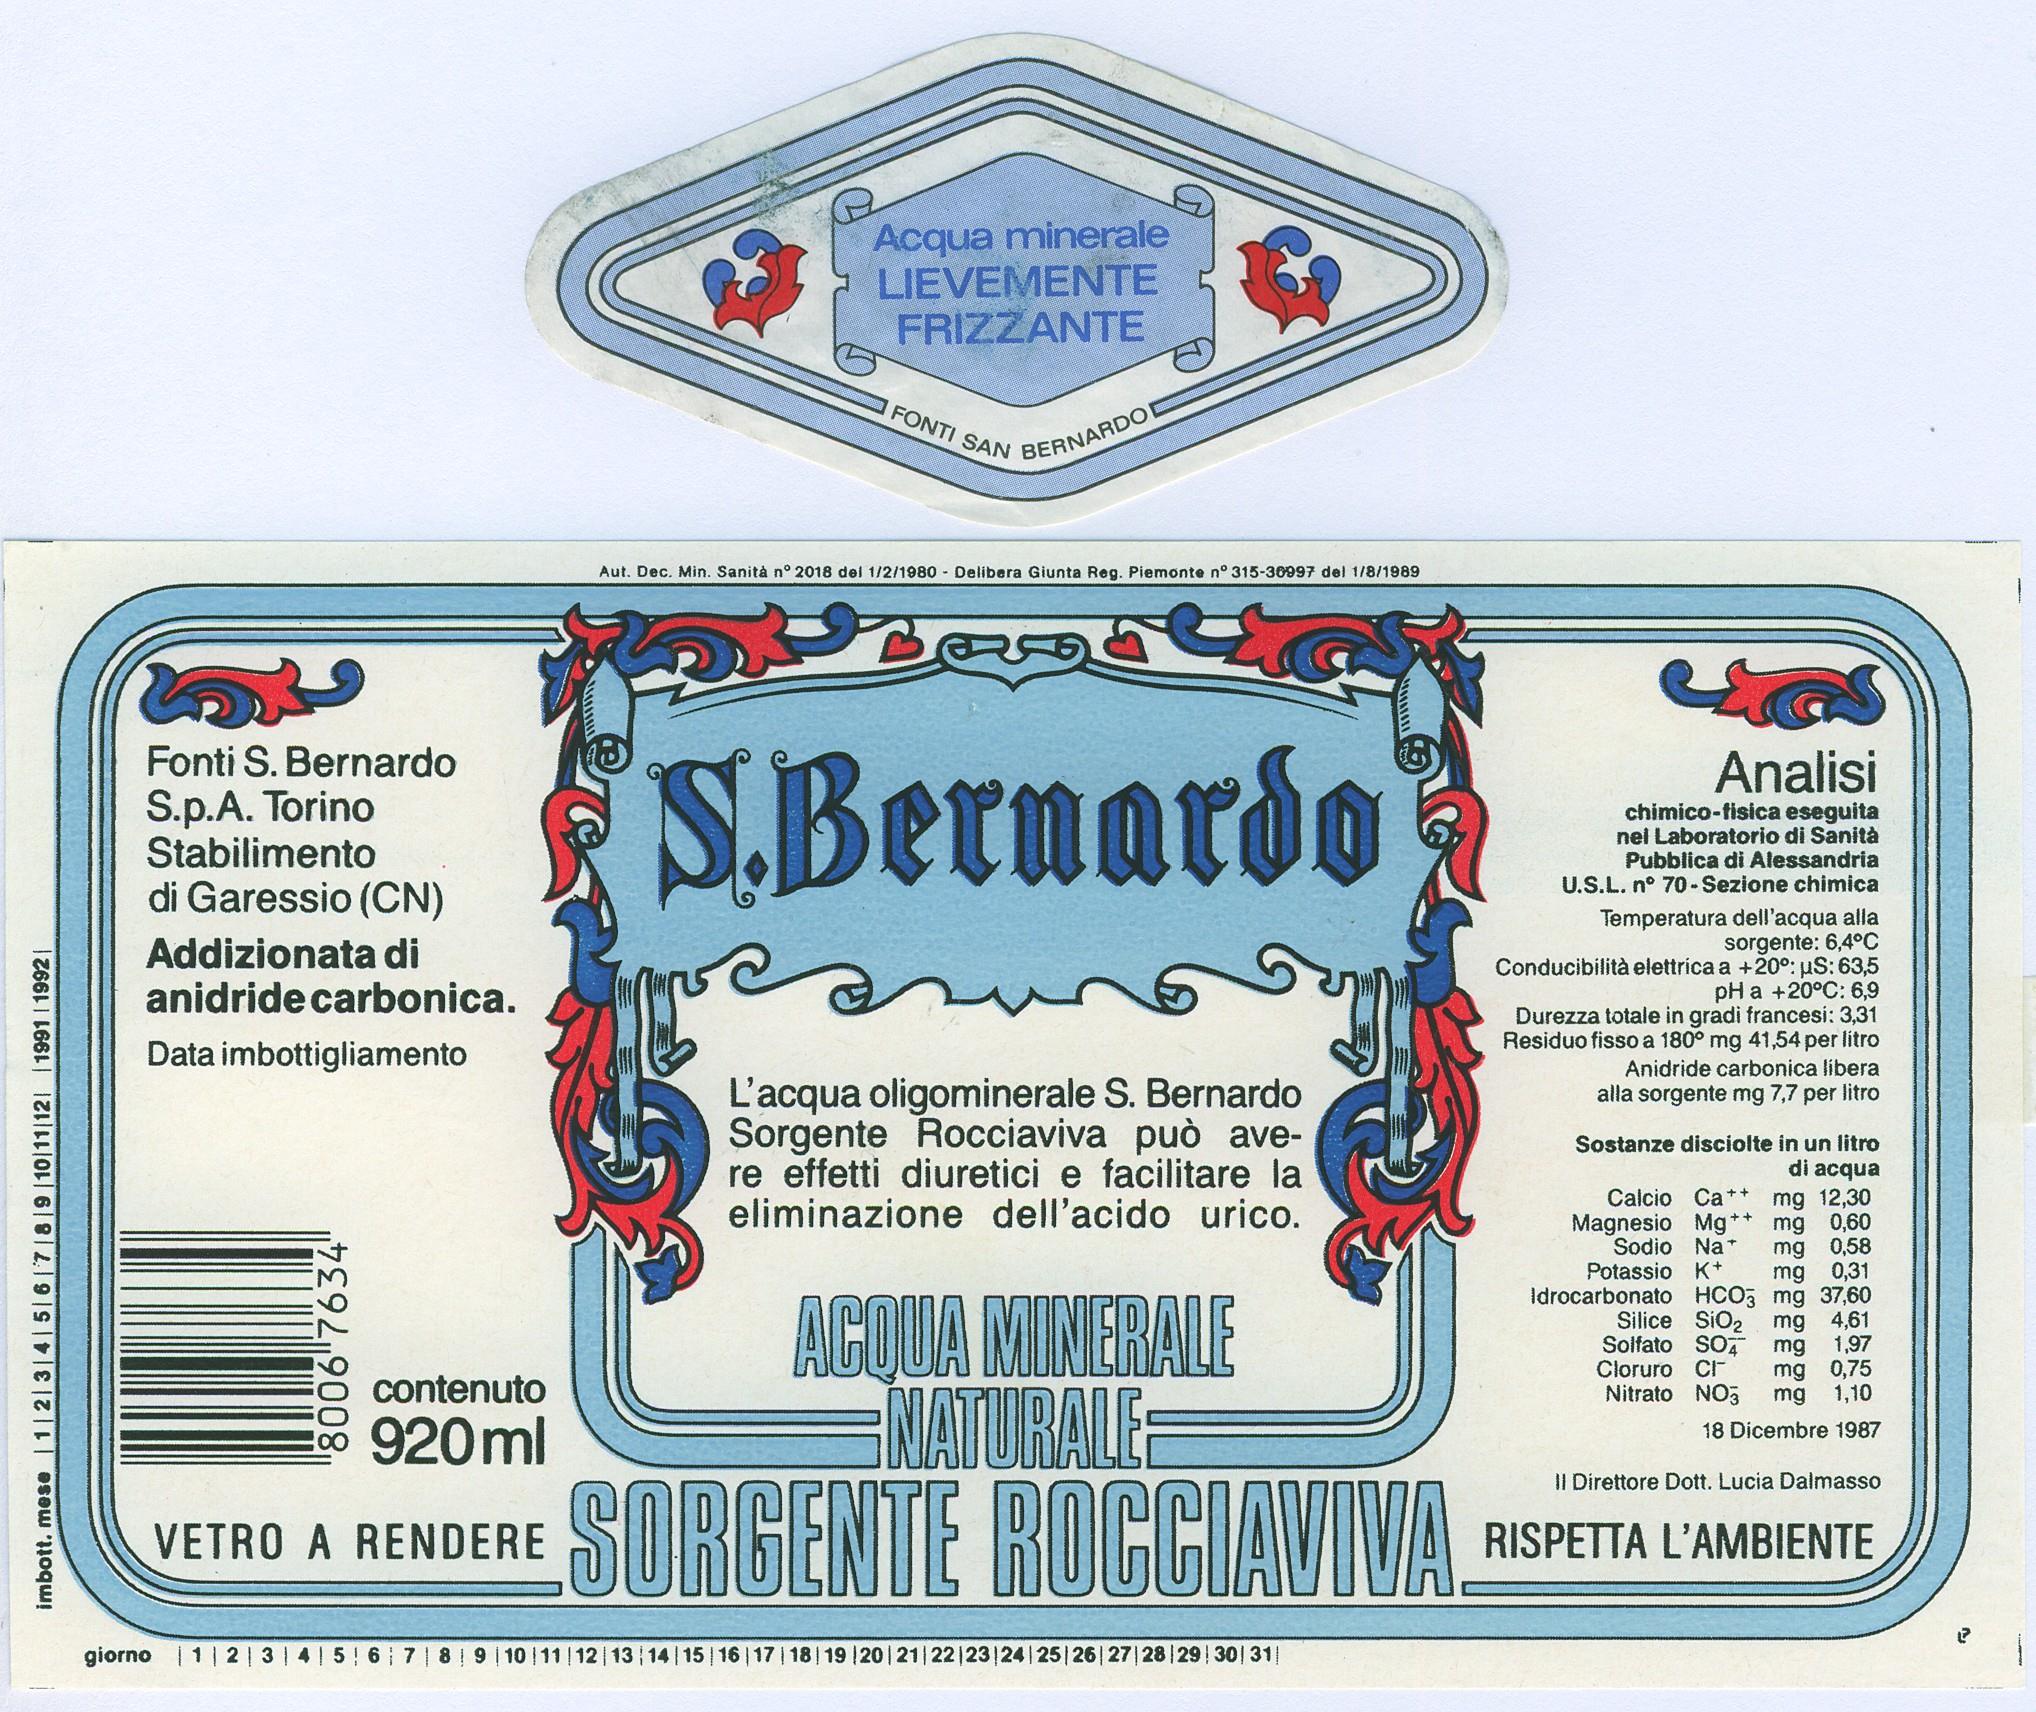 Acqua minerale
LIEVEMENTE
FRIZZANTE
FONTI SAN BERNARDO
Aut. Dec. Min. Sanità n° 2018 del 1/2/1980 - Delibera Giunta Reg. Piemonte n° 315-30997 del 1/8/1989
Fonti S. Bernardo
S.p.A. Torino
Stabilimento
di Garessio (CN)
Addizionata di
anidride carbonica.
Data imbottigliamento
8006 7634
contenuto
920 ml
VETRO A RENDERE
S. Bernardo
L'acqua oligominerale S. Bernardo
Sorgente Rocciaviva può ave-
re effetti diuretici e facilitare la
eliminazione dell'acido urico.
ACQUA MINERALE
NATURALE
SORGENTE ROCCIAVIVA
Analisi
chimico-fisica eseguita
nel Laboratorio di Sanità
Pubblica di Alessandria
U.S.L. n° 70 - Sezione chimica
Temperatura dell'acqua alla
sorgente: 6,4°C
Conducibilità elettrica a +20°: µS: 63,5
pH a +20°C: 6,9
Durezza totale in gradi francesi: 3,31
Residuo fisso a 180° mg 41,54 per litro
Anidride carbonica libera
alla sorgente mg 7,7 per litro
Sostanze disciolte in un litro
di acqua
Calcio Ca++ mg 12,30
Magnesio Mg++ mg 0,60
Sodio Na+ mg 0,58
Potassio K+ mg 0,31
Idrocarbonato HCO3- mg 37,60
Silice SiO2 mg 4,61
Solfato SO4-- mg 1,97
Cloruro Cl- mg 0,75
Nitrato NO3- mg 1,10
18 Dicembre 1987
Il Direttore Dott. Lucia Dalmasso
RISPETTA L'AMBIENTE
imbott. mese |1|2|3|4|5|6|7|8|9|10|11|12| |1991|1992|
giorno |1|2|3|4|5|6|7|8|9|10|11|12|13|14|15|16|17|18|19|20|21|22|23|24|25|26|27|28|29|30|31|